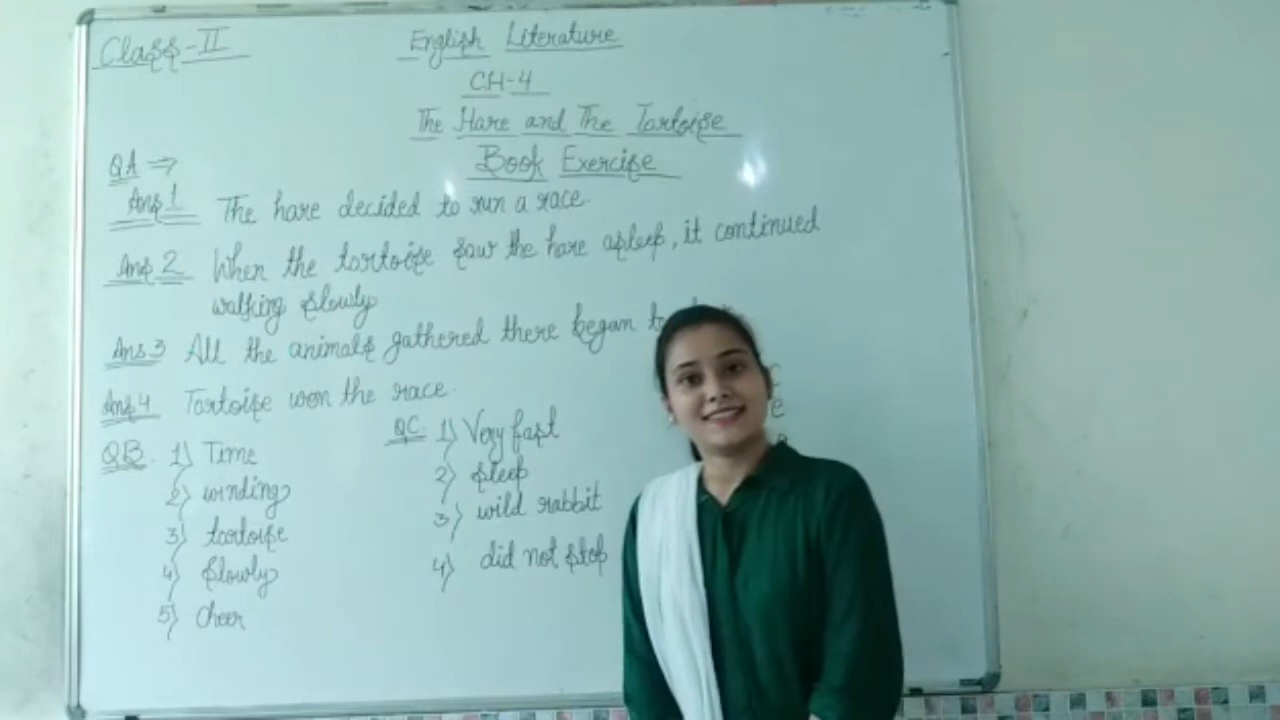 Class-II
English Literature
CH-4
The Hare and The Tortoise
Book Exercise
QA ⇒
Ans 1 The hare decided to run a race.
Ans 2 When the tortoise saw the hare asleep, it continued
walking slowly
Ans 3 All the animals gathered there began
Ans 4 Tortoise won the race.
QB. 1) Time
2) winding
3) tortoise
4) slowly
5) cheer
QC. 1) Very fast
2) sleep
3) wild rabbit
4) did not stop